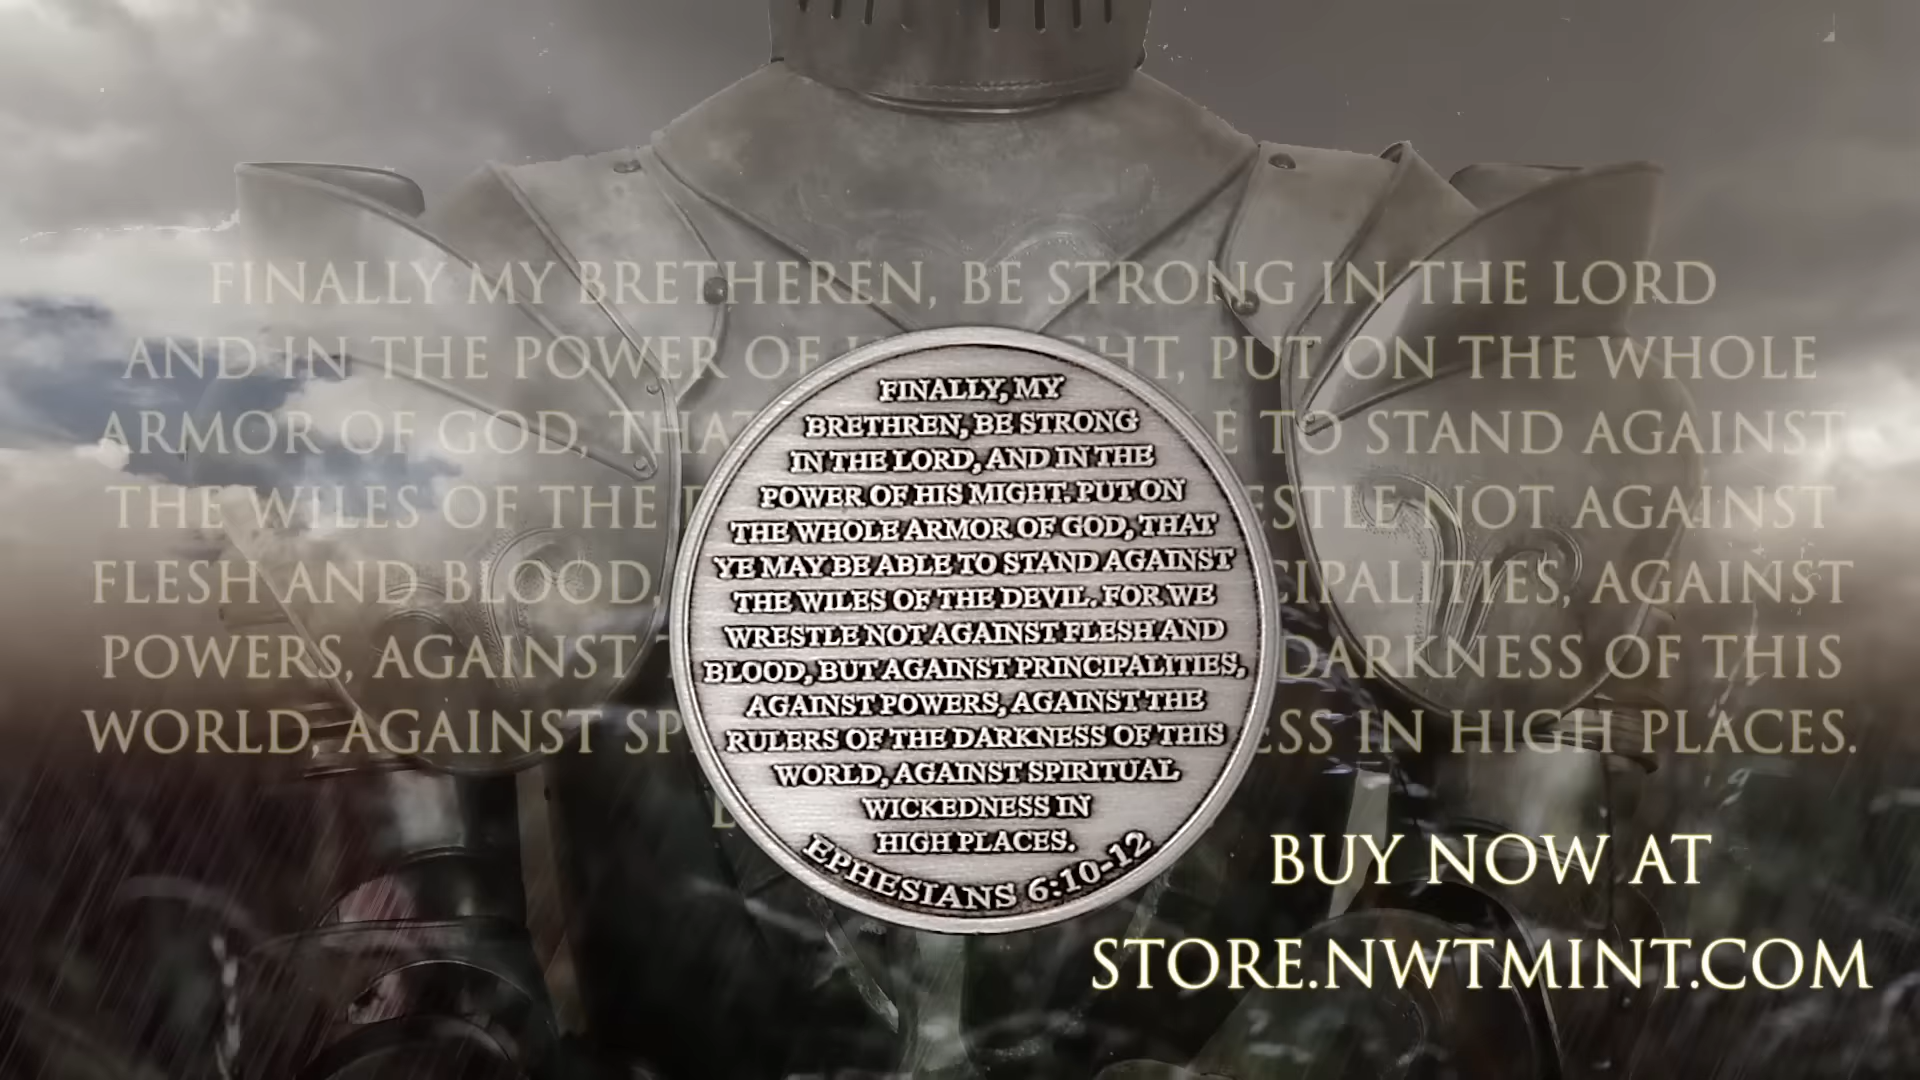 FINALLY MY BRETHEREN, BE STRONG IN THE LORD
AND IN THE POWER OF HT, PUT ON THE WHOLE
ARMOR OF GOD, THA E TO STAND AGAINST
THE WILES OF THE ESTLE NOT AGAINST
FLESH AND BLOOD, CIPALITIES, AGAINST
POWERS, AGAINST DARKNESS OF THIS
WORLD, AGAINST SP ESS IN HIGH PLACES.
FINALLY, MY
BRETHREN, BE STRONG
IN THE LORD, AND IN THE
POWER OF HIS MIGHT. PUT ON
THE WHOLE ARMOR OF GOD, THAT
YE MAY BE ABLE TO STAND AGAINST
THE WILES OF THE DEVIL. FOR WE
WRESTLE NOT AGAINST FLESH AND
BLOOD, BUT AGAINST PRINCIPALITIES,
AGAINST POWERS, AGAINST THE
RULERS OF THE DARKNESS OF THIS
WORLD, AGAINST SPIRITUAL
WICKEDNESS IN
HIGH PLACES.
EPHESIANS 6:10-12
BUY NOW AT
STORE.NWTMINT.COM